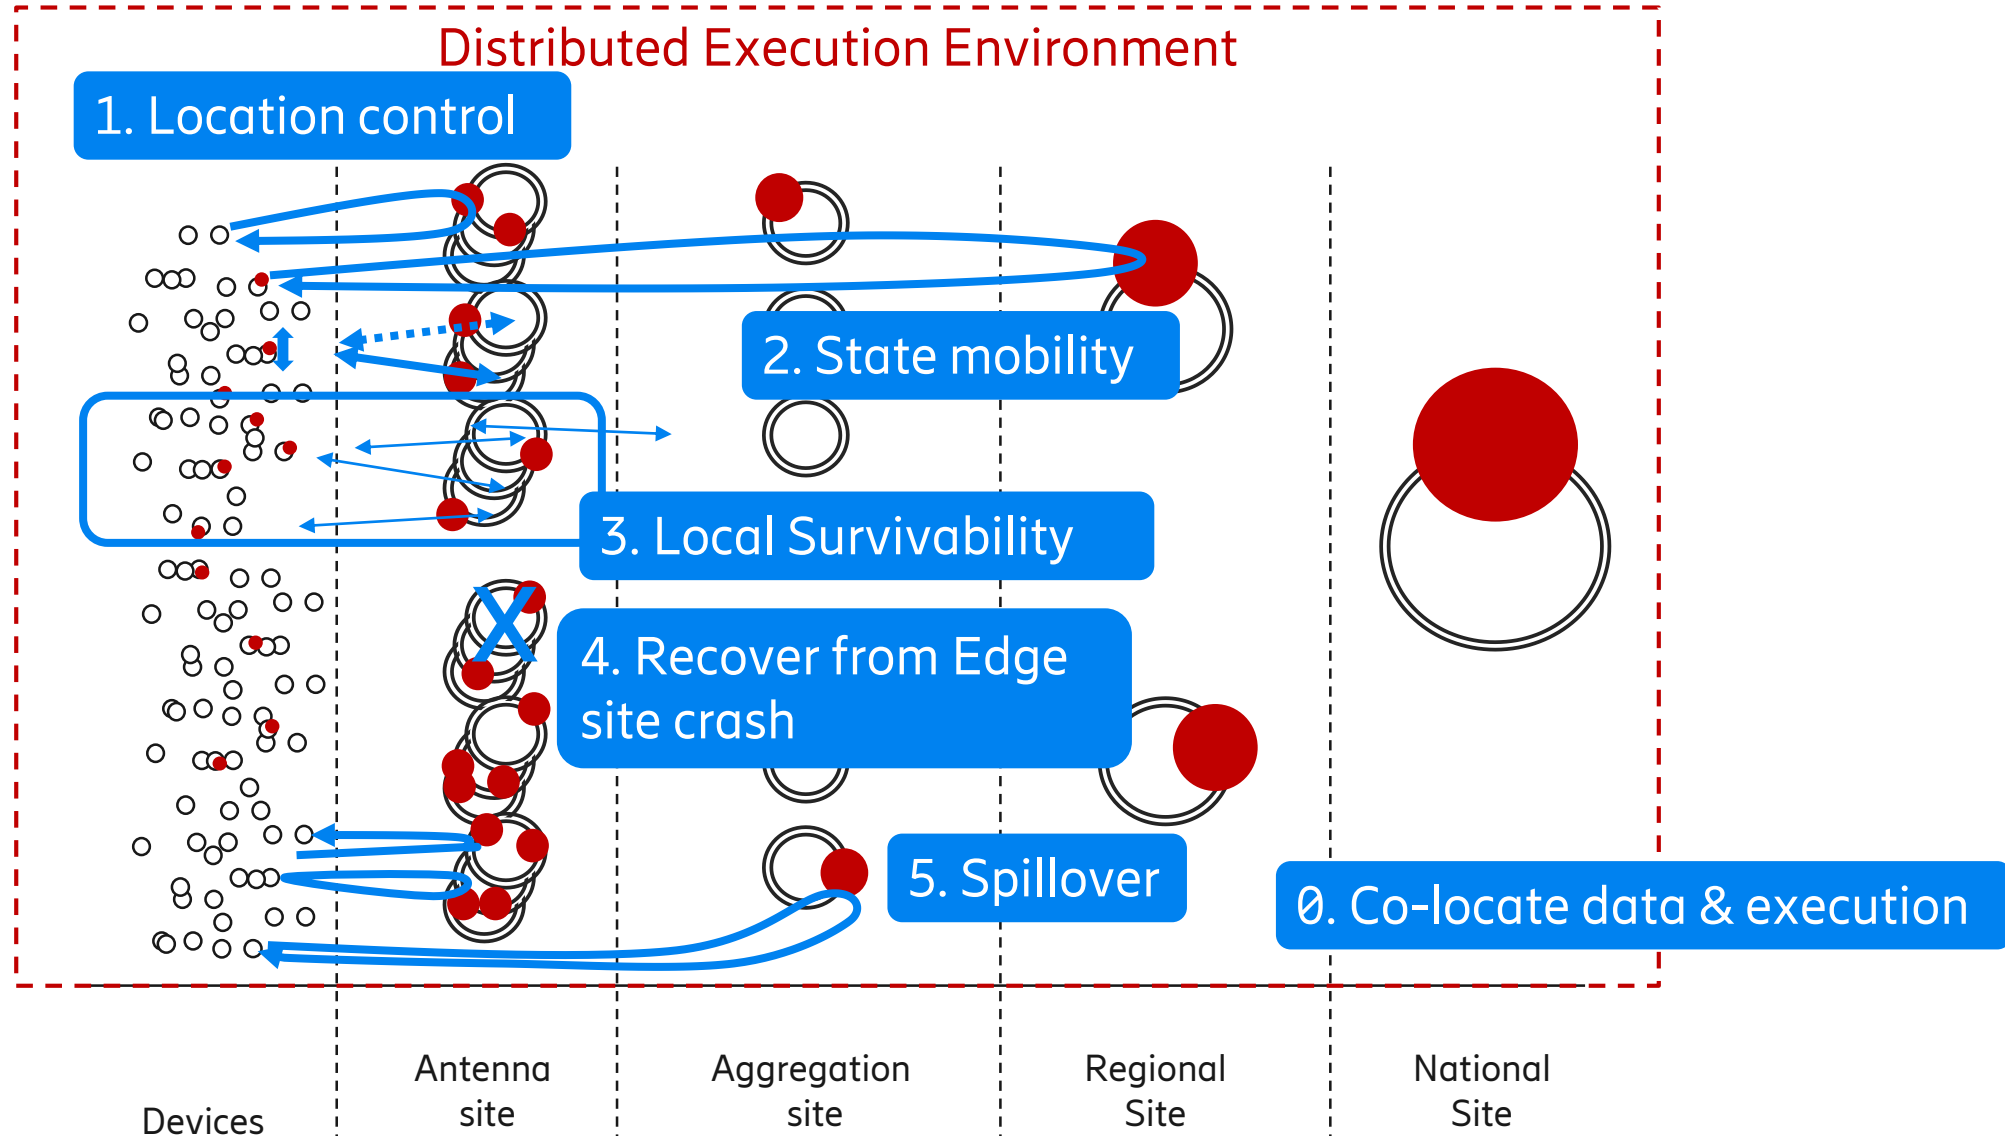 Distributed Execution Environment
1. Location control
2. State mobility
3. Local Survivability
X
4. Recover from Edge
site crash
5. Spillover
0. Co-locate data & execution
Devices
Antenna
site
Aggregation
site
Regional
Site
National
Site